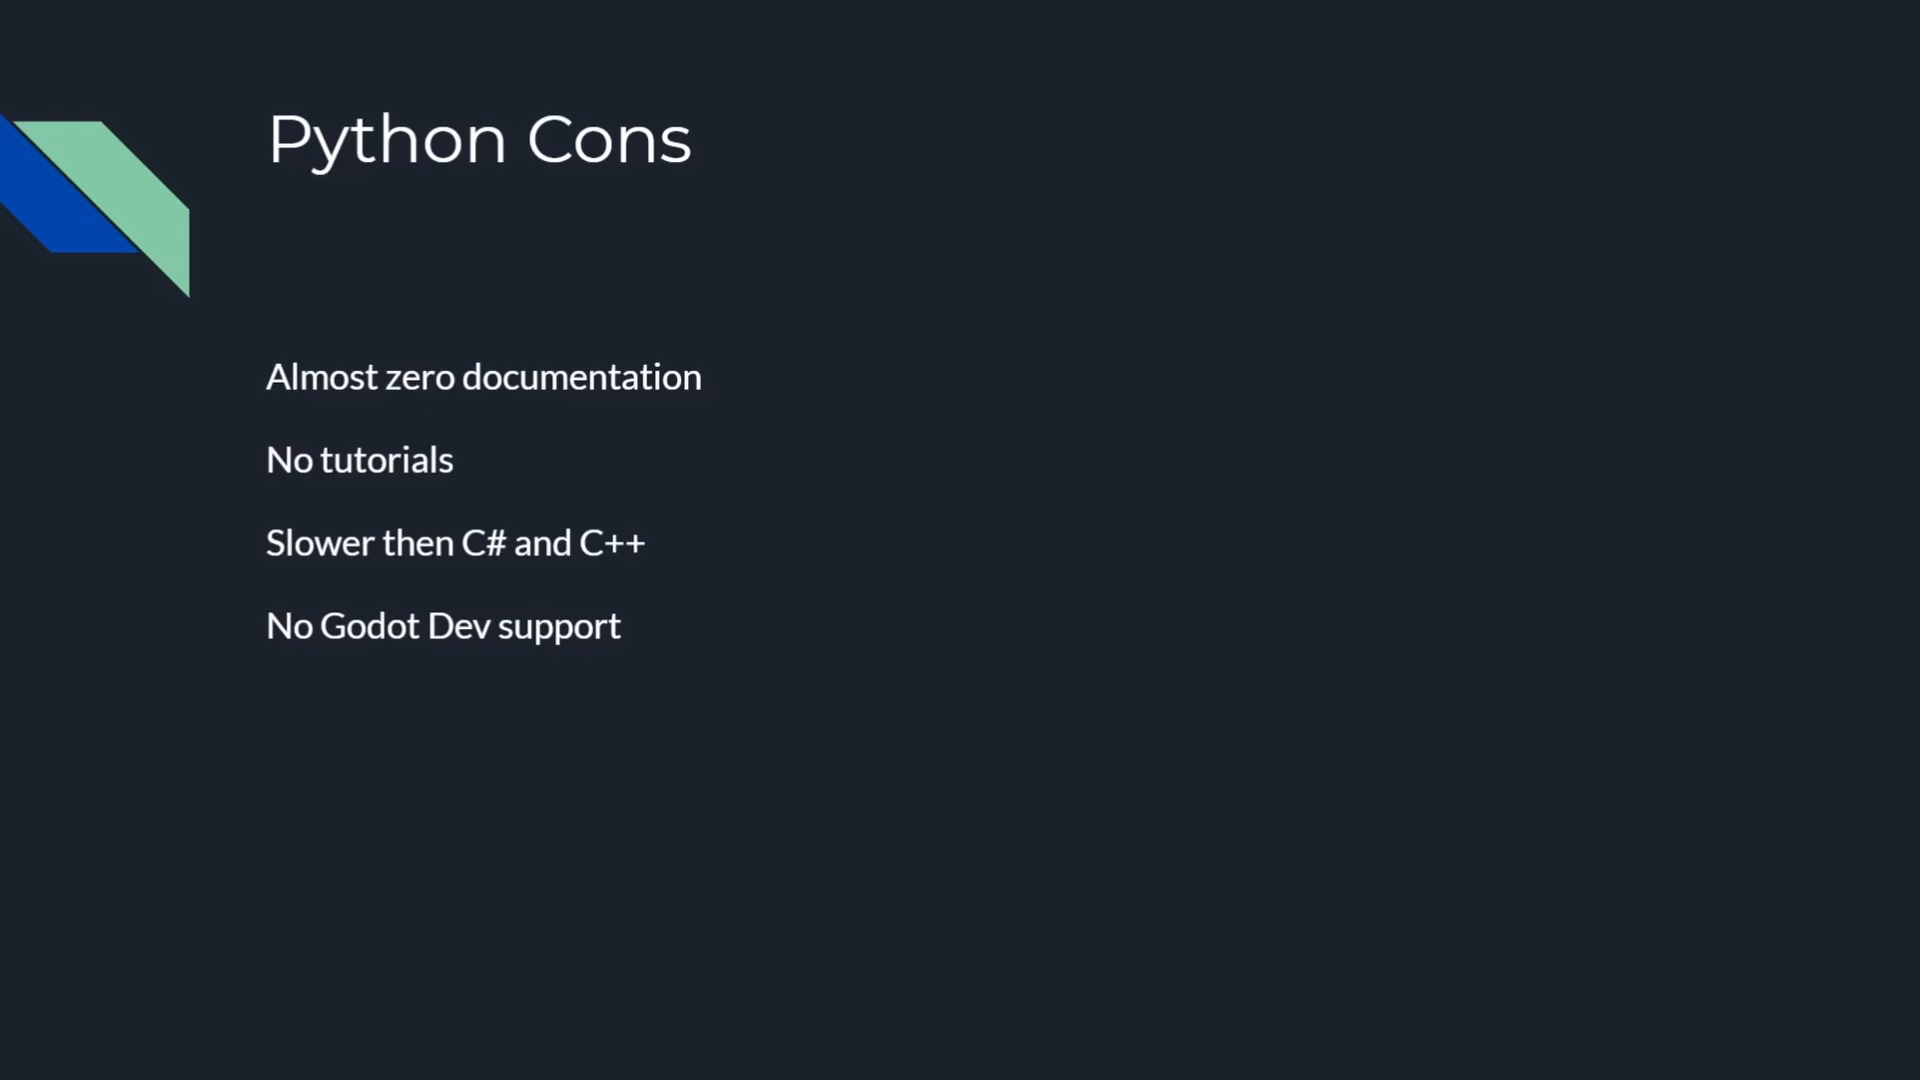 Python Cons
Almost zero documentation
No tutorials
Slower then C# and C++
No Godot Dev support